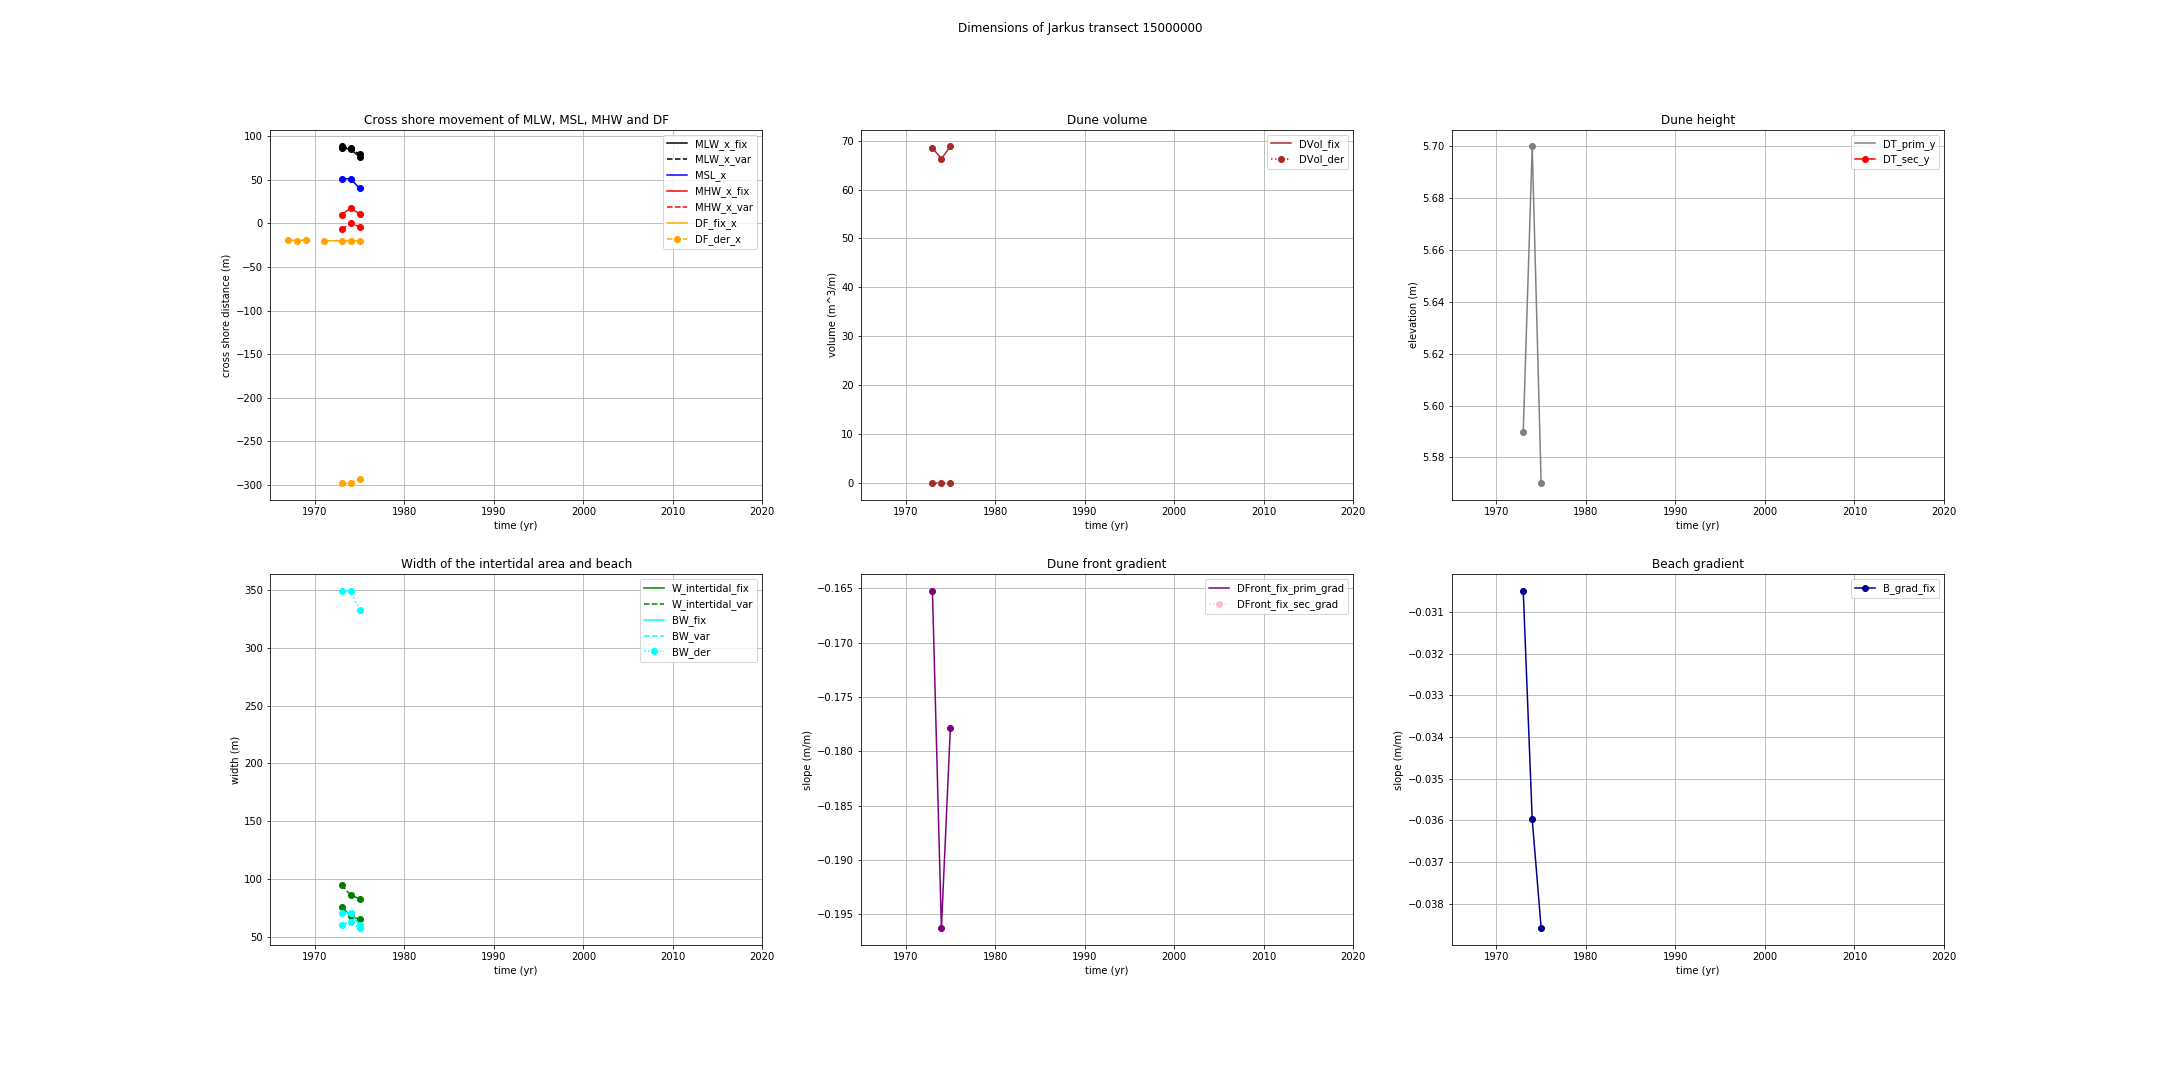 Dimensions of Jarkus transect 15000000
Cross shore movement of MLW, MSL, MHW and DF
cross shore distance (m)
100
50
0
−50
−100
−150
−200
−250
−300
MLW_x_fix
MLW_x_var
MSL_x
MHW_x_fix
MHW_x_var
DF_fix_x
DF_der_x
1970 1980 1990 2000 2010 2020
time (yr)
Dune volume
volume (m^3/m)
70
60
50
40
30
20
10
0
DVol_fix
DVol_der
1970 1980 1990 2000 2010 2020
time (yr)
Dune height
elevation (m)
5.70
5.68
5.66
5.64
5.62
5.60
5.58
DT_prim_y
DT_sec_y
1970 1980 1990 2000 2010 2020
time (yr)
Width of the intertidal area and beach
width (m)
350
300
250
200
150
100
50
W_intertidal_fix
W_intertidal_var
BW_fix
BW_var
BW_der
1970 1980 1990 2000 2010 2020
time (yr)
Dune front gradient
slope (m/m)
−0.165
−0.170
−0.175
−0.180
−0.185
−0.190
−0.195
DFront_fix_prim_grad
DFront_fix_sec_grad
1970 1980 1990 2000 2010 2020
time (yr)
Beach gradient
slope (m/m)
−0.031
−0.032
−0.033
−0.034
−0.035
−0.036
−0.037
−0.038
B_grad_fix
1970 1980 1990 2000 2010 2020
time (yr)